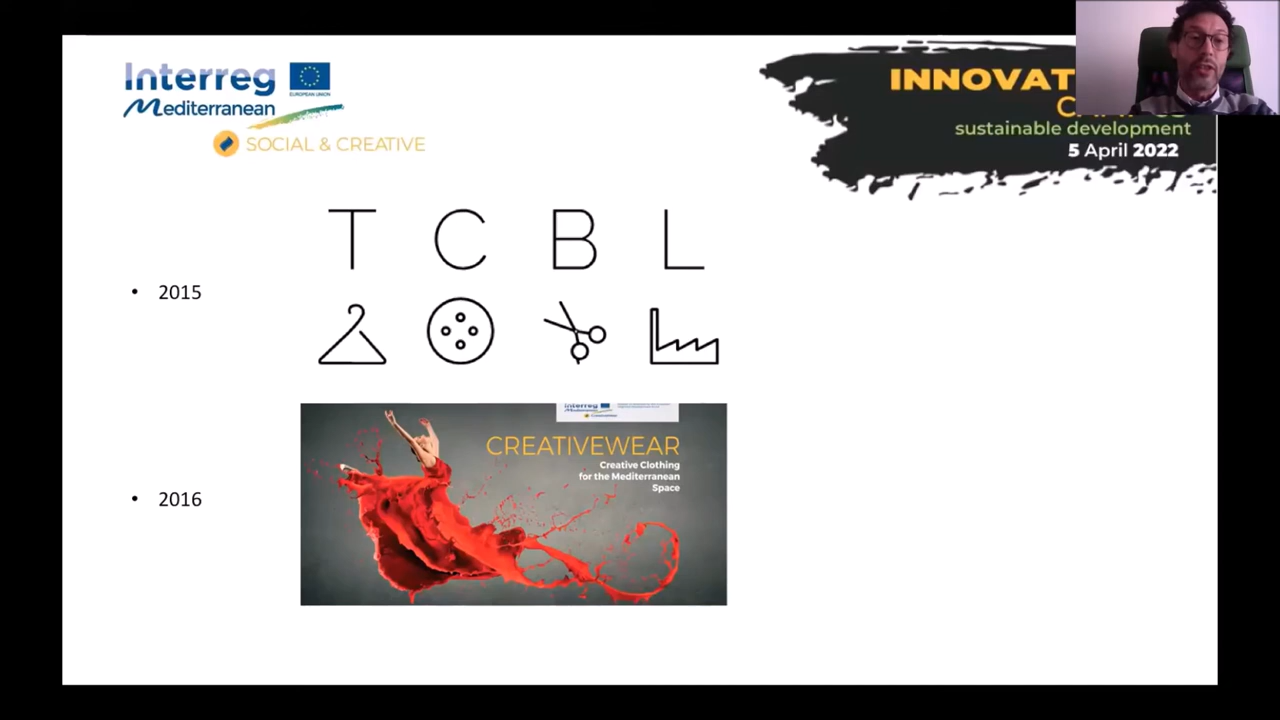 Interreg
EUROPEAN UNION
Mediterranean
SOCIAL & CREATIVE
INNOVAT
sustainable development
5 April 2022
T C B L
• 2015
Interreg
CREATIVEWEAR
Creative Clothing
for the Mediterranean
Space
• 2016